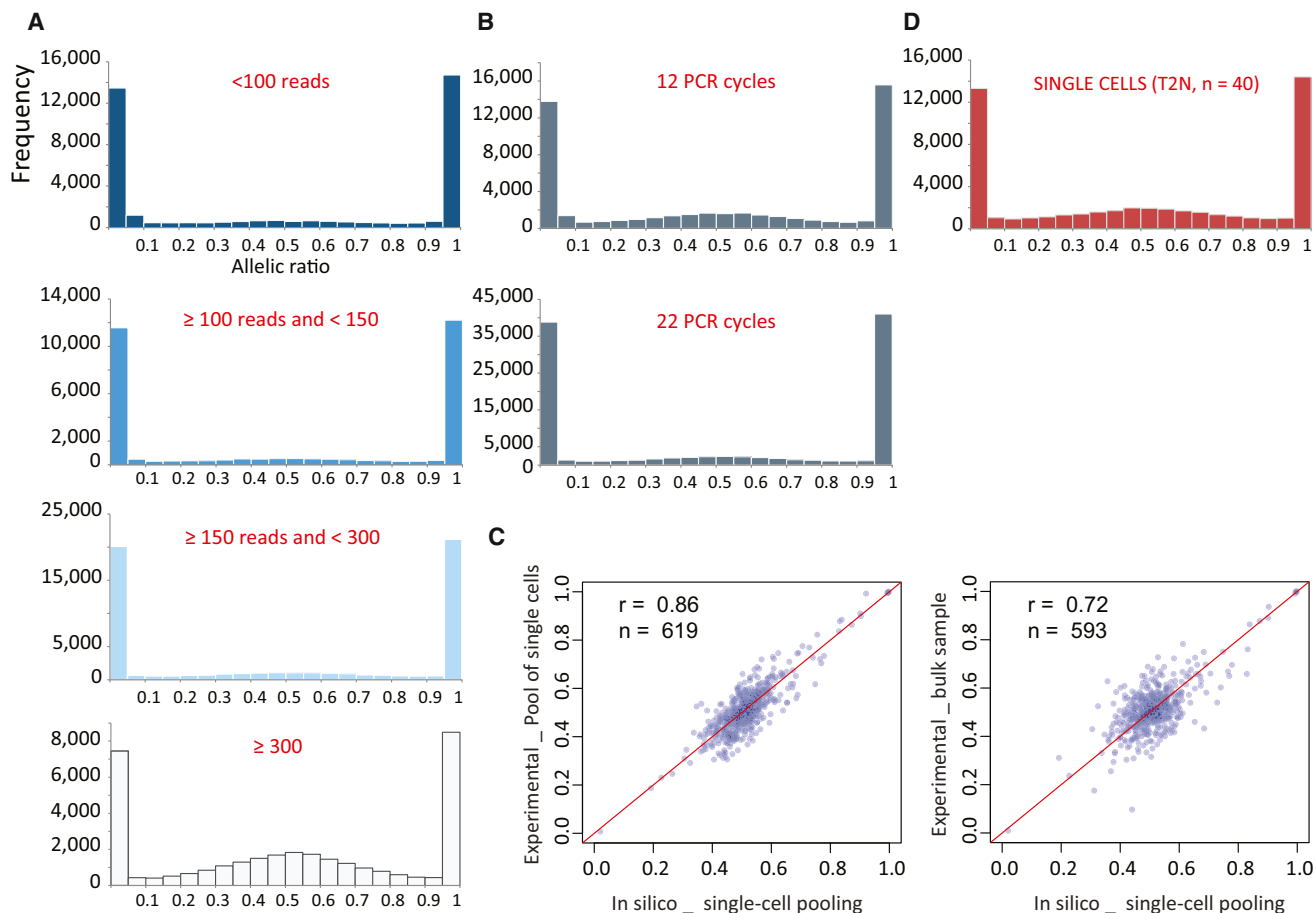 A
Frequency
16,000
12,000
8,000
4,000
0
<100 reads
0.1 0.2 0.3 0.4 0.5 0.6 0.7 0.8 0.9 1
Allelic ratio
14,000
10,000
6,000
2,000
0
≥ 100 reads and < 150
0.1 0.2 0.3 0.4 0.5 0.6 0.7 0.8 0.9 1
25,000
15,000
5,000
0
≥ 150 reads and < 300
0.1 0.2 0.3 0.4 0.5 0.6 0.7 0.8 0.9 1
8,000
6,000
4,000
2,000
0
≥ 300
0.1 0.2 0.3 0.4 0.5 0.6 0.7 0.8 0.9 1
B
16,000
12,000
8,000
4,000
0
12 PCR cycles
0.1 0.2 0.3 0.4 0.5 0.6 0.7 0.8 0.9 1
45,000
35,000
25,000
15,000
5,000
0
22 PCR cycles
0.1 0.2 0.3 0.4 0.5 0.6 0.7 0.8 0.9 1
C
Experimental _ Pool of single cells
1.0
0.8
0.6
0.4
0.2
0.0
r = 0.86
n = 619
0.0 0.2 0.4 0.6 0.8 1.0
In silico _ single-cell pooling
Experimental _ bulk sample
1.0
0.8
0.6
0.4
0.2
0.0
r = 0.72
n = 593
0.0 0.2 0.4 0.6 0.8 1.0
In silico _ single-cell pooling
D
16,000
12,000
8,000
4,000
0
SINGLE CELLS (T2N, n = 40)
0.1 0.2 0.3 0.4 0.5 0.6 0.7 0.8 0.9 1